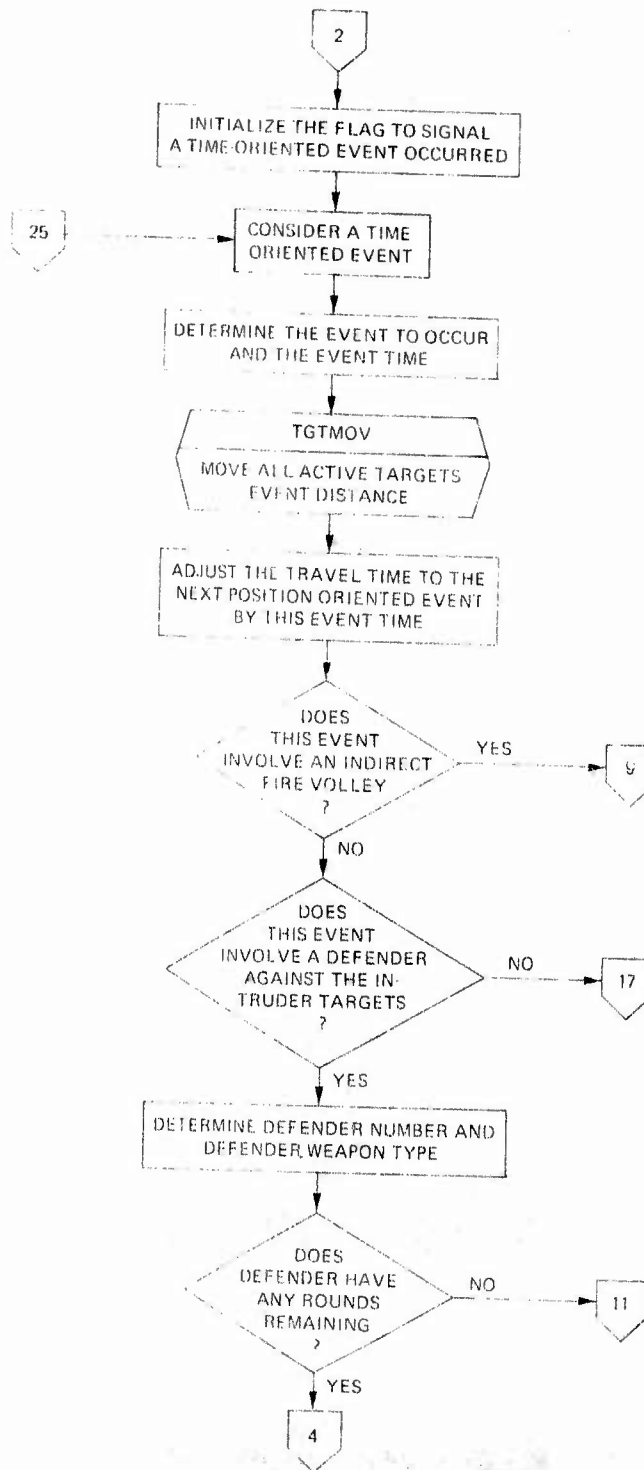 2
INITIALIZE THE FLAG TO SIGNAL
A TIME-ORIENTED EVENT OCCURRED
25
CONSIDER A TIME
ORIENTED EVENT
DETERMINE THE EVENT TO OCCUR
AND THE EVENT TIME
TGTMOV
MOVE ALL ACTIVE TARGETS
EVENT DISTANCE
ADJUST THE TRAVEL TIME TO THE
NEXT POSITION ORIENTED EVENT
BY THIS EVENT TIME
DOES
THIS EVENT
INVOLVE AN INDIRECT
FIRE VOLLEY
?
YES
9
NO
DOES
THIS EVENT
INVOLVE A DEFENDER
AGAINST THE IN-
TRUDER TARGETS
?
NO
17
YES
DETERMINE DEFENDER NUMBER AND
DEFENDER WEAPON TYPE
DOES
DEFENDER HAVE
ANY ROUNDS
REMAINING
?
NO
11
YES
4